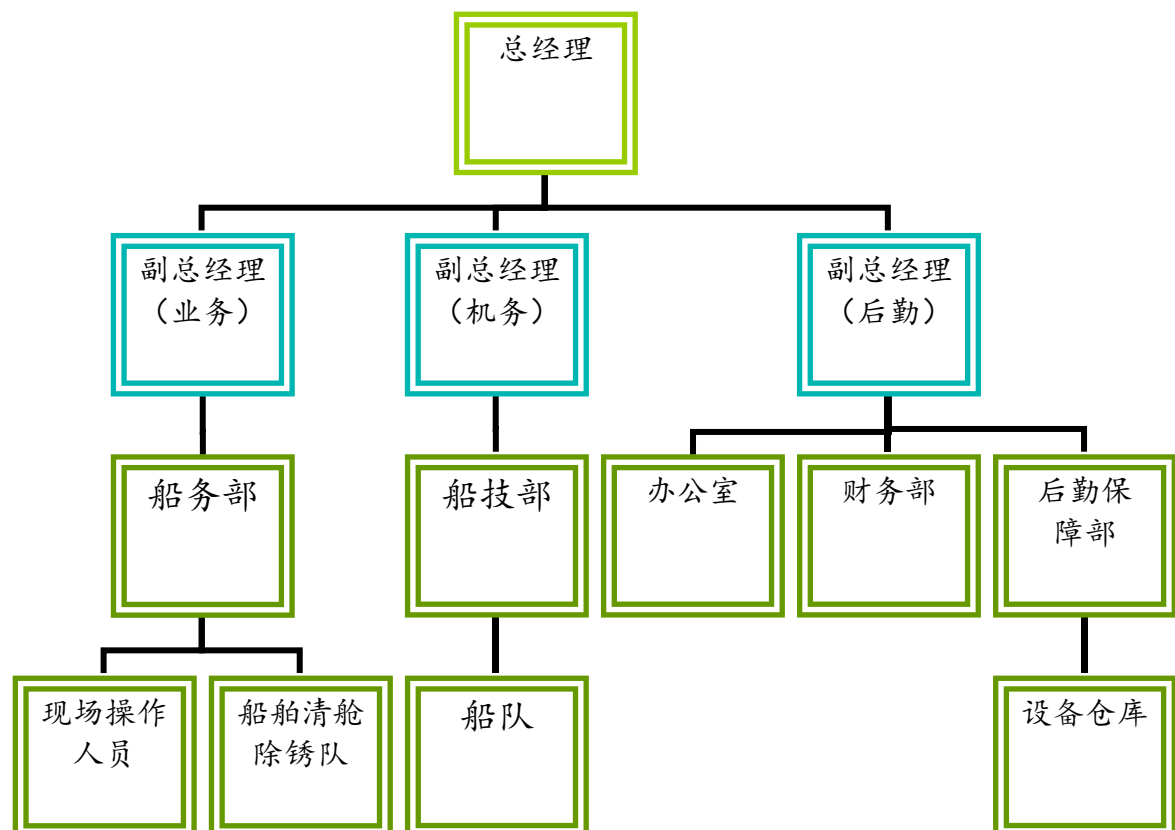 总经理
副总经理
（业务）
副总经理
（机务）
副总经理
（后勤）
船务部
船技部
办公室
财务部
后勤保
障部
现场操作
人员
船舶清舱
除锈队
船队
设备仓库